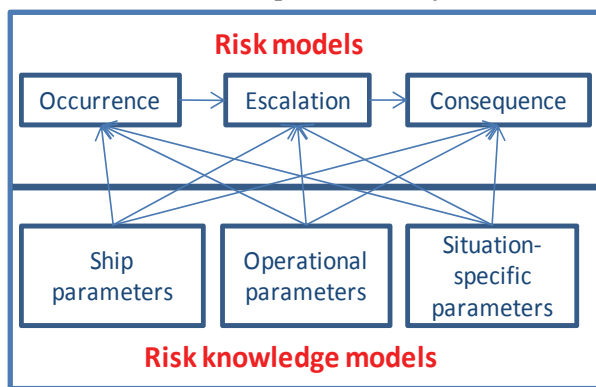 Risk models
Occurrence
Escalation
Consequence
Ship
parameters
Operational
parameters
Situation-
specific
parameters
Risk knowledge models